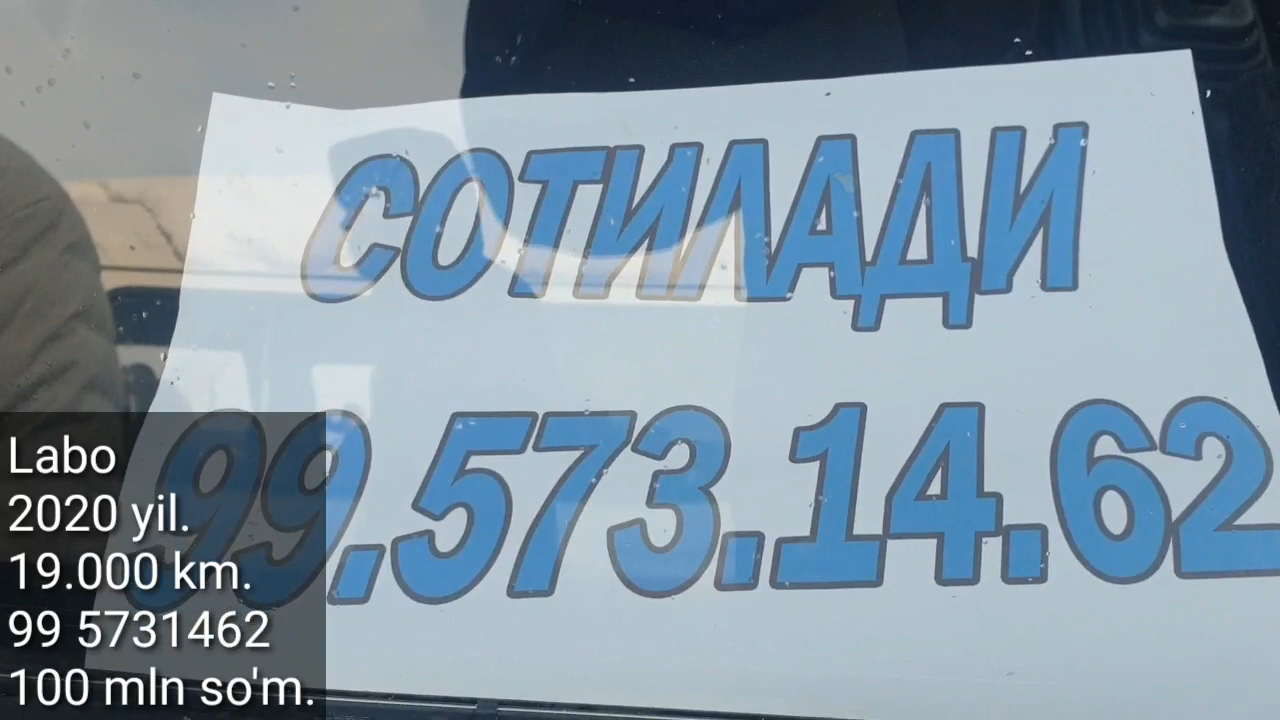 СОТИЛАДИ
99.573.14.62
Labo
2020 yil.
19.000 km.
99 5731462
100 mln so'm.